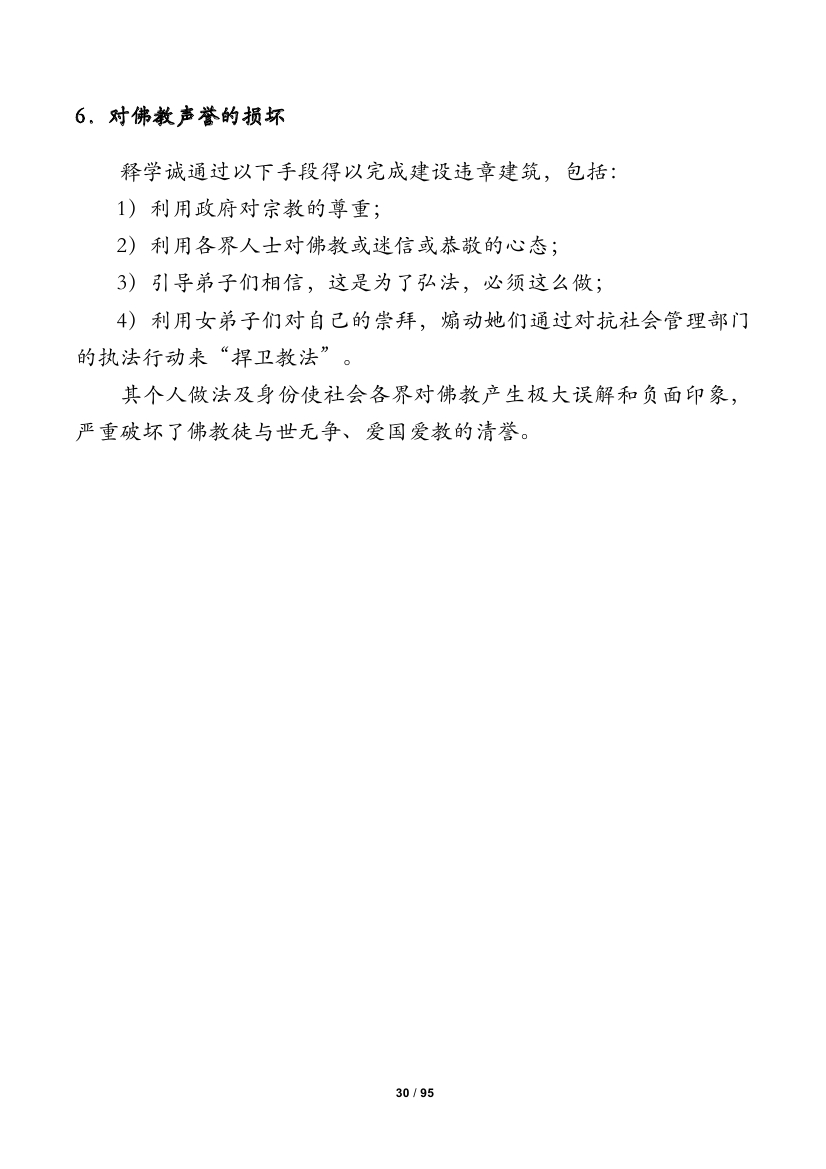 6．对佛教声誉的损坏
释学诚通过以下手段得以完成建设违章建筑，包括：
1）利用政府对宗教的尊重；
2）利用各界人士对佛教或迷信或恭敬的心态；
3）引导弟子们相信，这是为了弘法，必须这么做；
4）利用女弟子们对自己的崇拜，煽动她们通过对抗社会管理部门
的执法行动来“捍卫教法”。
其个人做法及身份使社会各界对佛教产生极大误解和负面印象，
严重破坏了佛教徒与世无争、爱国爱教的清誉。
30 / 95